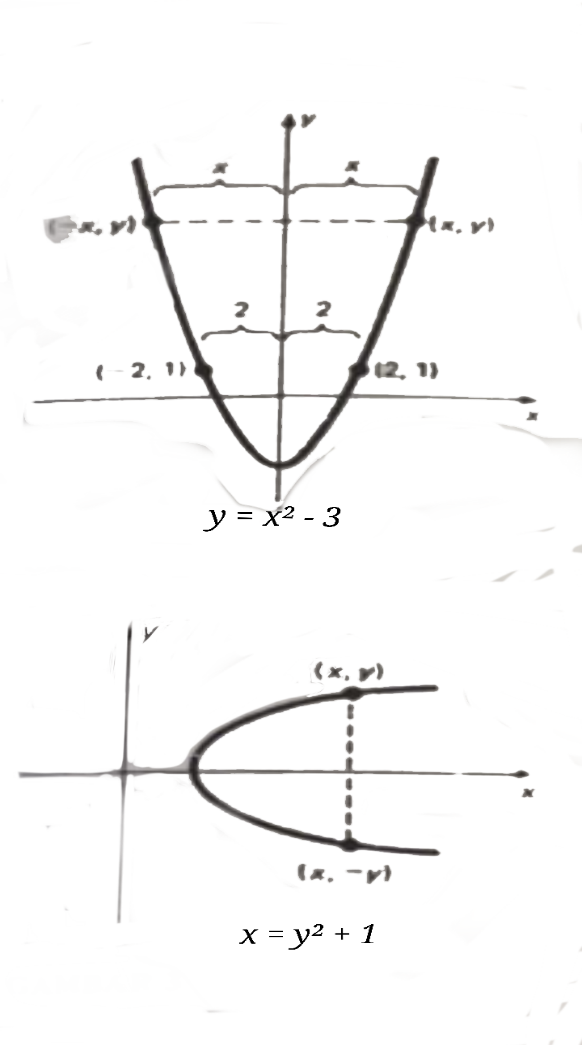 y
x x
(-x, y) (x, y)
2 2
(-2, 1) (2, 1)
x
y = x² - 3
y
(x, y)
x
(x, -y)
x = y² + 1